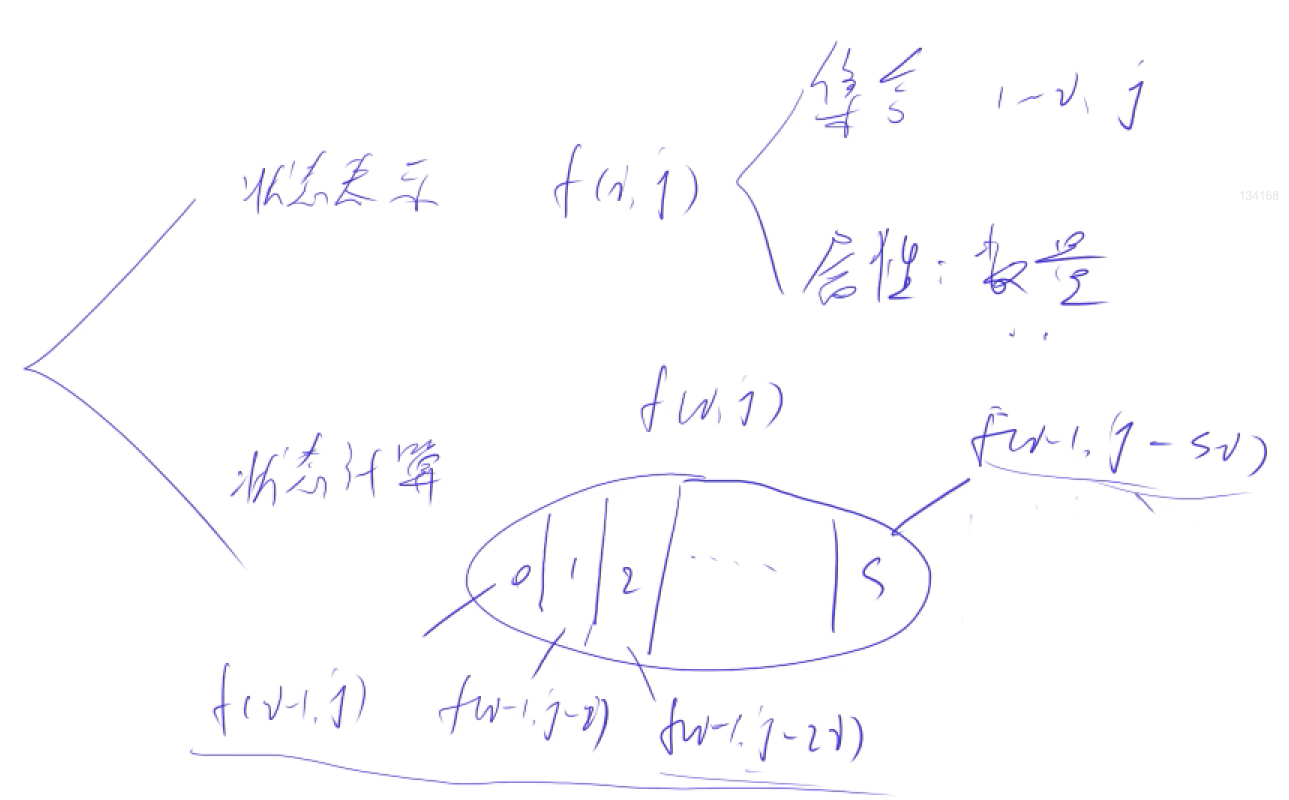 集合 1~i, j
状态表示 f(i, j)
134168
属性: 数量
f(i, j)
f(i-1, j-si)
状态计算
0 1 2 ..... S
f(i-1, j) f(i-1, j-i) f(i-1, j-2i)